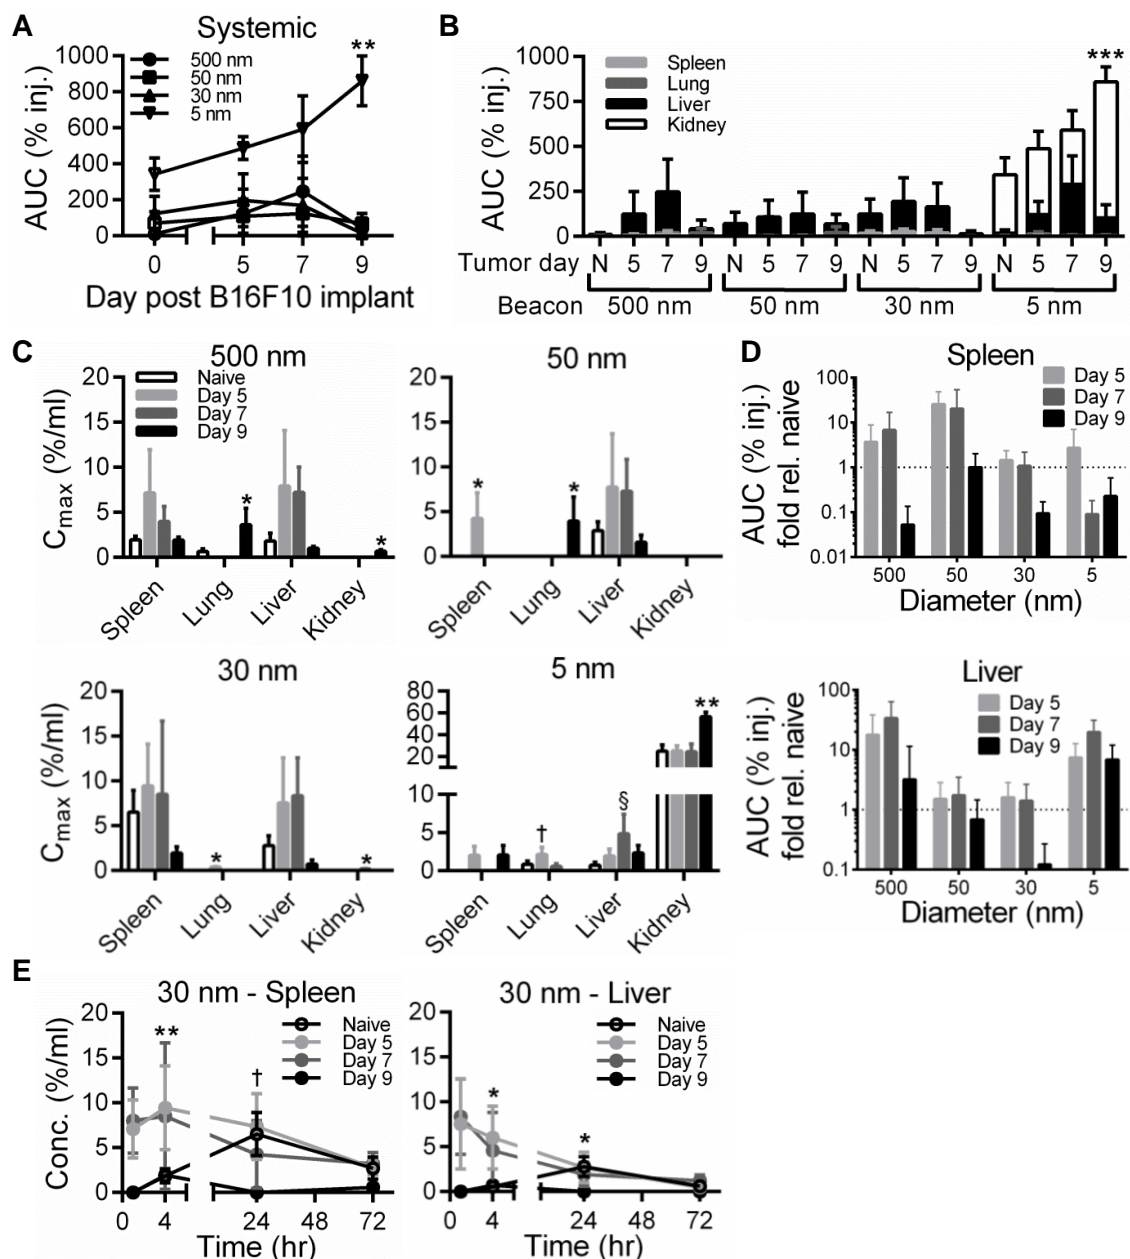 A
Systemic
1000
800
600
400
200
0
AUC (% inj.)
500 nm
50 nm
30 nm
5 nm
**
0 5 7 9
Day post B16F10 implant
B
1000
750
500
250
0
AUC (% inj.)
Spleen
Lung
Liver
Kidney
***
Tumor day N 5 7 9 N 5 7 9 N 5 7 9 N 5 7 9
Beacon 500 nm 50 nm 30 nm 5 nm
C
500 nm
20
15
10
5
0
Cmax (%/ml)
Naive
Day 5
Day 7
Day 9
*
*
Spleen Lung Liver Kidney
50 nm
20
15
10
5
0
*
*
Spleen Lung Liver Kidney
30 nm
20
15
10
5
0
Cmax (%/ml)
*
*
Spleen Lung Liver Kidney
5 nm
80
60
40
20
10
5
0
†
§
**
Spleen Lung Liver Kidney
D
Spleen
100
10
1
0.1
0.01
AUC (% inj.)
fold rel. naive
Day 5
Day 7
Day 9
500 50 30 5
Diameter (nm)
Liver
100
10
1
0.1
AUC (% inj.)
fold rel. naive
Day 5
Day 7
Day 9
500 50 30 5
Diameter (nm)
E
30 nm - Spleen
20
15
10
5
0
Conc. (%/ml)
Naive
Day 5
Day 7
Day 9
**
†
0 4 24 48 72
Time (hr)
30 nm - Liver
20
15
10
5
0
Naive
Day 5
Day 7
Day 9
*
*
0 4 24 48 72
Time (hr)